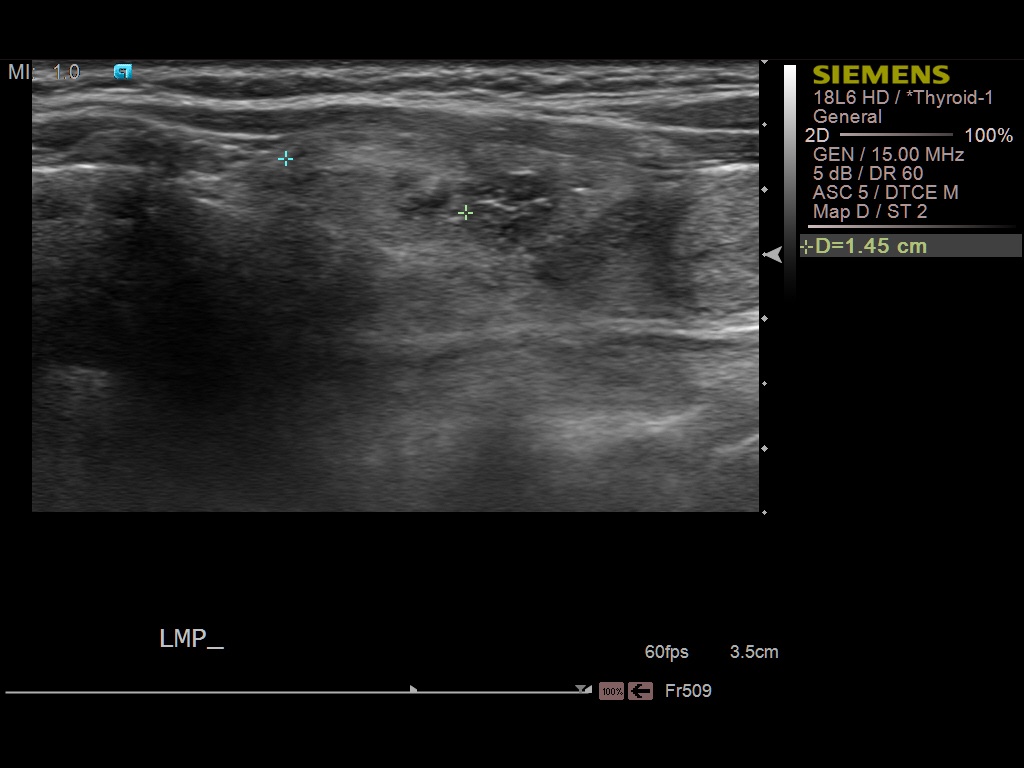 MI: 1.0
SIEMENS
18L6 HD / *Thyroid-1
General
2D 100%
GEN / 15.00 MHz
5 dB / DR 60
ASC 5 / DTCE M
Map D / ST 2
D=1.45 cm
LMP_
60fps 3.5cm
100% Fr509